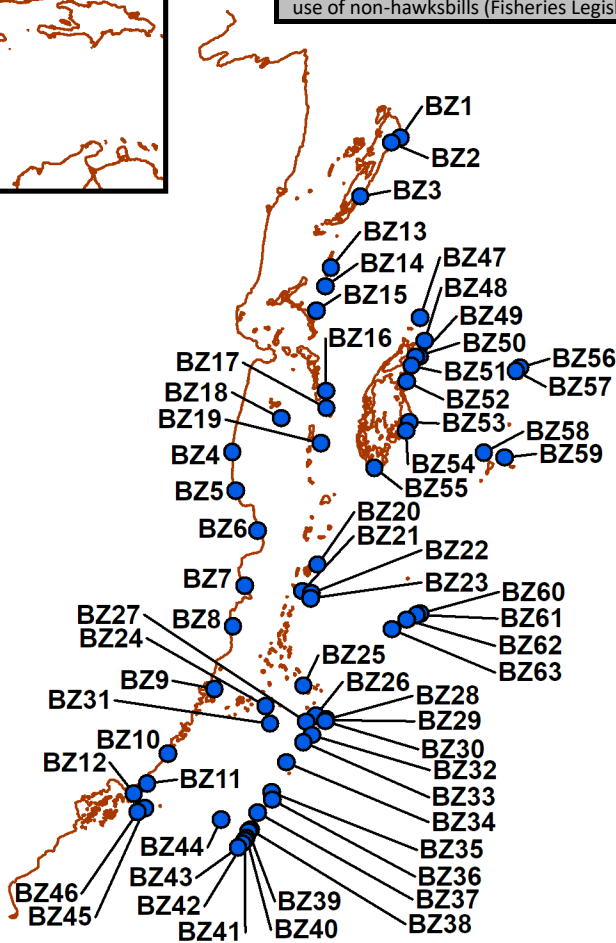 use of non-hawksbills (Fisheries Legisl
BZ1
BZ2
BZ3
BZ13
BZ14
BZ15
BZ47
BZ48
BZ49
BZ16
BZ50
BZ17
BZ51
BZ56
BZ57
BZ18
BZ52
BZ19
BZ53
BZ58
BZ4
BZ54
BZ59
BZ5
BZ55
BZ20
BZ6
BZ21
BZ22
BZ7
BZ23
BZ60
BZ27
BZ8
BZ61
BZ24
BZ62
BZ25
BZ63
BZ9
BZ26
BZ31
BZ28
BZ29
BZ10
BZ30
BZ12
BZ32
BZ11
BZ33
BZ34
BZ44
BZ35
BZ43
BZ36
BZ46
BZ42
BZ39
BZ37
BZ45
BZ41
BZ40
BZ38